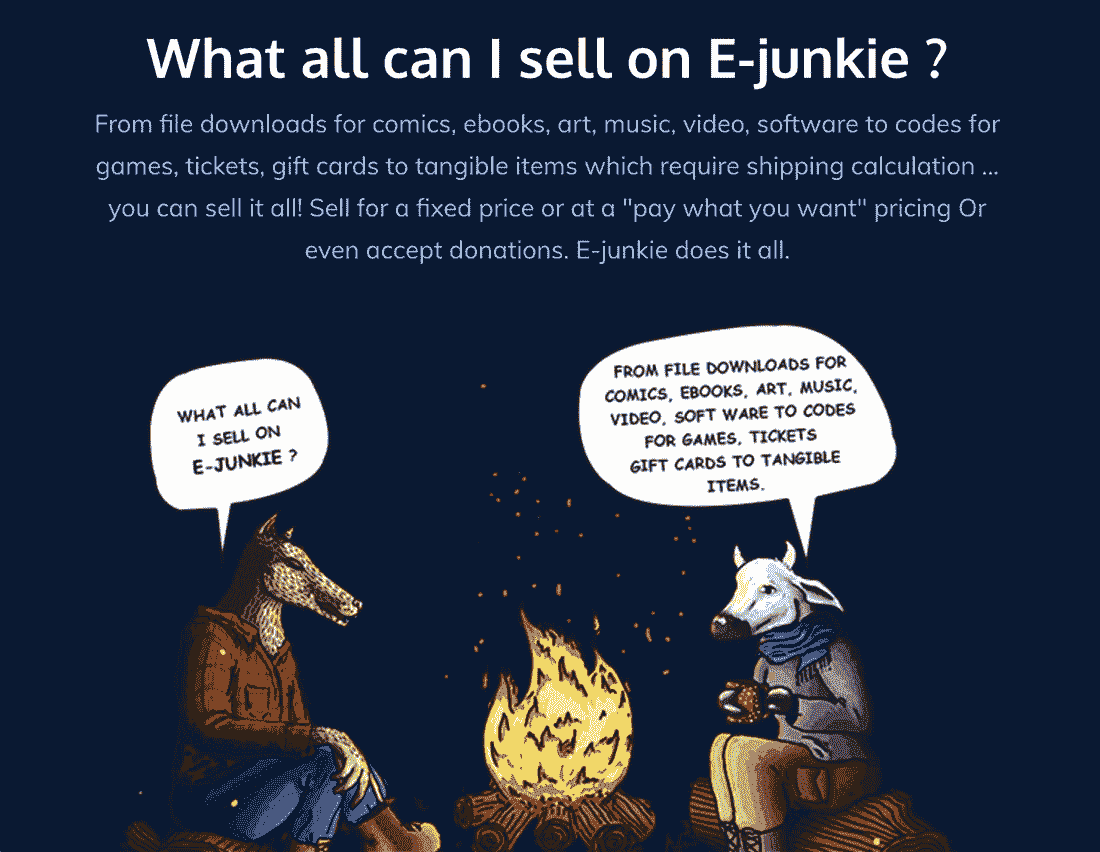 What all can I sell on E-junkie ?
From file downloads for comics, ebooks, art, music, video, software to codes for
games, tickets, gift cards to tangible items which require shipping calculation ...
you can sell it all! Sell for a fixed price or at a "pay what you want" pricing Or
even accept donations. E-junkie does it all.
WHAT ALL CAN
I SELL ON
E-JUNKIE ?
FROM FILE DOWNLOADS FOR
COMICS, EBOOKS, ART, MUSIC,
VIDEO, SOFT WARE TO CODES
FOR GAMES, TICKETS
GIFT CARDS TO TANGIBLE
ITEMS.